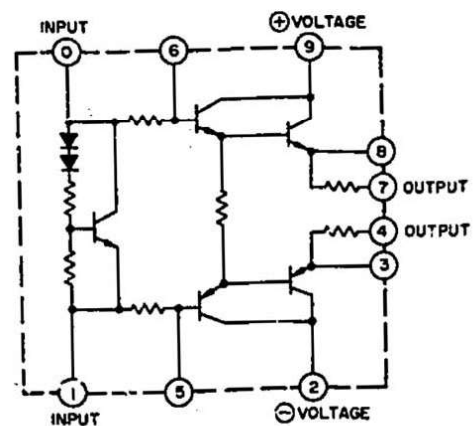 INPUT
⊕ VOLTAGE
0
6
9
8
7 OUTPUT
4 OUTPUT
3
1
5
2
INPUT
⊖ VOLTAGE